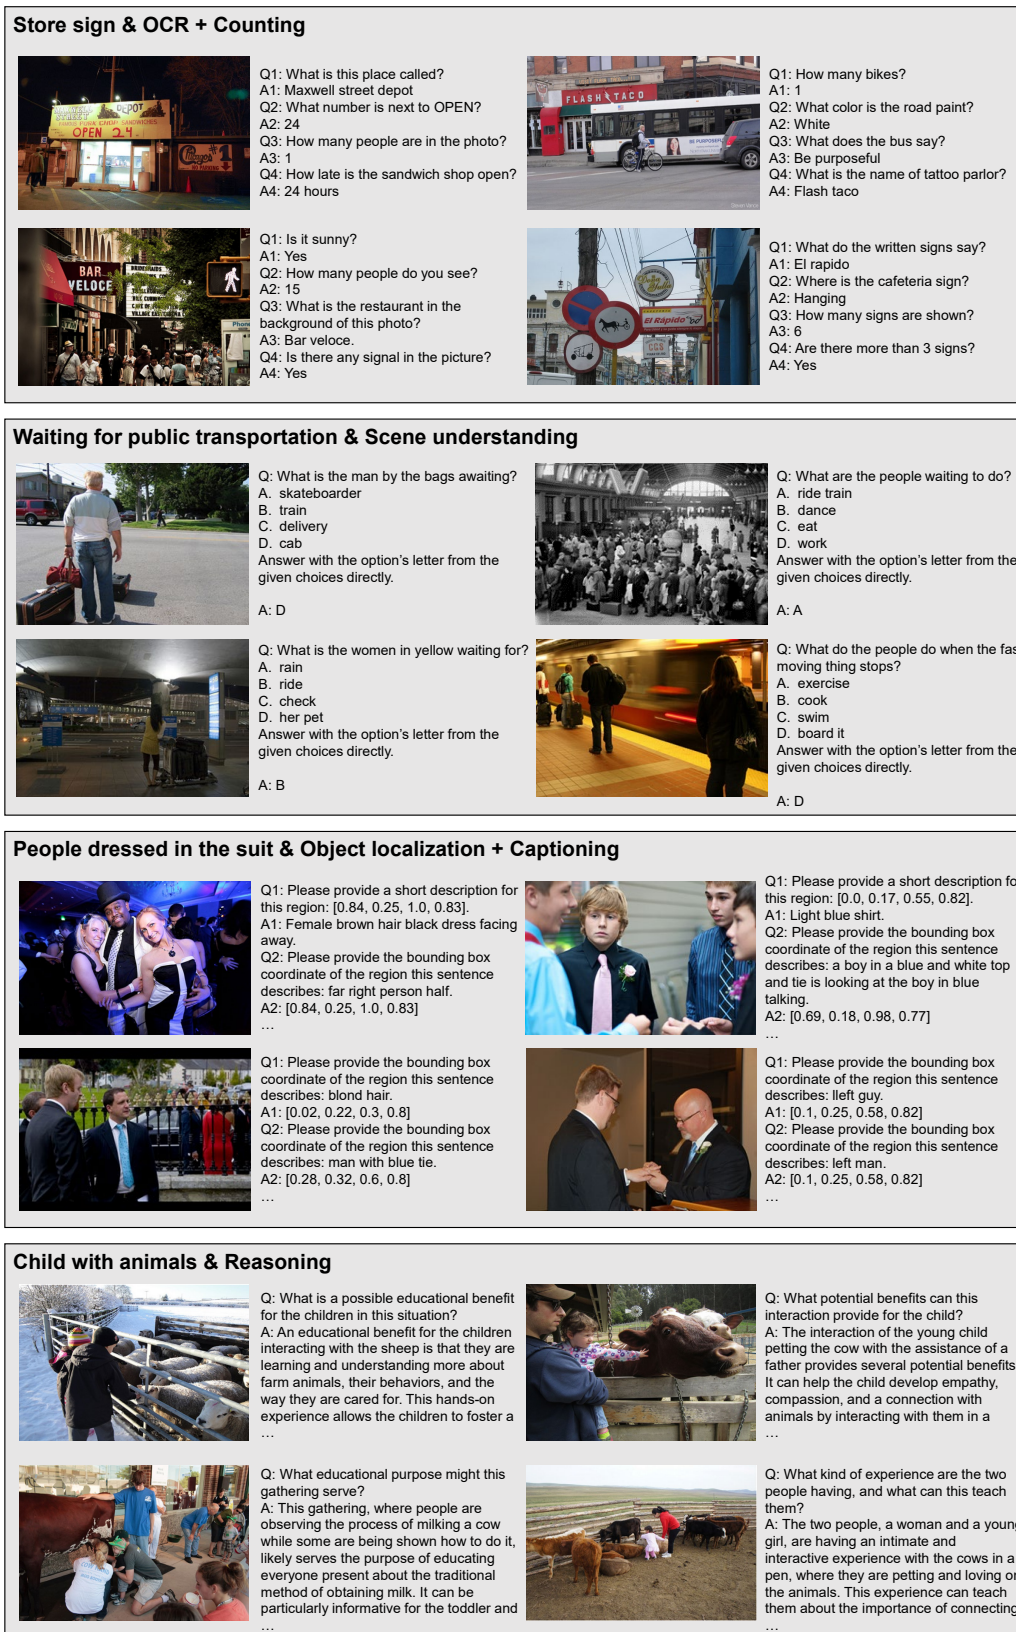 Store sign & OCR + Counting
MAXWELL STREET DEPOT
PORK CHOP SANDWICHES
OPEN 24
Chicago's #1
Q1: What is this place called?
A1: Maxwell street depot
Q2: What number is next to OPEN?
A2: 24
Q3: How many people are in the photo?
A3: 1
Q4: How late is the sandwich shop open?
A4: 24 hours
FLASH TACO
BE PURPOSEFUL
Q1: How many bikes?
A1: 1
Q2: What color is the road paint?
A2: White
Q3: What does the bus say?
A3: Be purposeful
Q4: What is the name of tattoo parlor?
A4: Flash taco
BAR
VELOCE
Phone
Q1: Is it sunny?
A1: Yes
Q2: How many people do you see?
A2: 15
Q3: What is the restaurant in the
background of this photo?
A3: Bar veloce.
Q4: Is there any signal in the picture?
A4: Yes
El Rápido
CGS
Q1: What do the written signs say?
A1: El rapido
Q2: Where is the cafeteria sign?
A2: Hanging
Q3: How many signs are shown?
A3: 6
Q4: Are there more than 3 signs?
A4: Yes
Waiting for public transportation & Scene understanding
Q: What is the man by the bags awaiting?
A. skateboarder
B. train
C. delivery
D. cab
Answer with the option's letter from the
given choices directly.
A: D
Q: What are the people waiting to do?
A. ride train
B. dance
C. eat
D. work
Answer with the option's letter from the
given choices directly.
A: A
Q: What is the women in yellow waiting for?
A. rain
B. ride
C. check
D. her pet
Answer with the option's letter from the
given choices directly.
A: B
Q: What do the people do when the fas
moving thing stops?
A. exercise
B. cook
C. swim
D. board it
Answer with the option's letter from the
given choices directly.
A: D
People dressed in the suit & Object localization + Captioning
Q1: Please provide a short description for
this region: [0.84, 0.25, 1.0, 0.83].
A1: Female brown hair black dress facing
away.
Q2: Please provide the bounding box
coordinate of the region this sentence
describes: far right person half.
A2: [0.84, 0.25, 1.0, 0.83]
…
Q1: Please provide a short description fo
this region: [0.0, 0.17, 0.55, 0.82].
A1: Light blue shirt.
Q2: Please provide the bounding box
coordinate of the region this sentence
describes: a boy in a blue and white top
and tie is looking at the boy in blue
talking.
A2: [0.69, 0.18, 0.98, 0.77]
…
Q1: Please provide the bounding box
coordinate of the region this sentence
describes: blond hair.
A1: [0.02, 0.22, 0.3, 0.8]
Q2: Please provide the bounding box
coordinate of the region this sentence
describes: man with blue tie.
A2: [0.28, 0.32, 0.6, 0.8]
…
Q1: Please provide the bounding box
coordinate of the region this sentence
describes: lleft guy.
A1: [0.1, 0.25, 0.58, 0.82]
Q2: Please provide the bounding box
coordinate of the region this sentence
describes: left man.
A2: [0.1, 0.25, 0.58, 0.82]
…
Child with animals & Reasoning
Q: What is a possible educational benefit
for the children in this situation?
A: An educational benefit for the children
interacting with the sheep is that they are
learning and understanding more about
farm animals, their behaviors, and the
way they are cared for. This hands-on
experience allows the children to foster a
…
Q: What potential benefits can this
interaction provide for the child?
A: The interaction of the young child
petting the cow with the assistance of a
father provides several potential benefits
It can help the child develop empathy,
compassion, and a connection with
animals by interacting with them in a
…
Q: What educational purpose might this
gathering serve?
A: This gathering, where people are
observing the process of milking a cow
while some are being shown how to do it,
likely serves the purpose of educating
everyone present about the traditional
method of obtaining milk. It can be
particularly informative for the toddler and
…
Q: What kind of experience are the two
people having, and what can this teach
them?
A: The two people, a woman and a young
girl, are having an intimate and
interactive experience with the cows in a
pen, where they are petting and loving on
the animals. This experience can teach
them about the importance of connecting
…